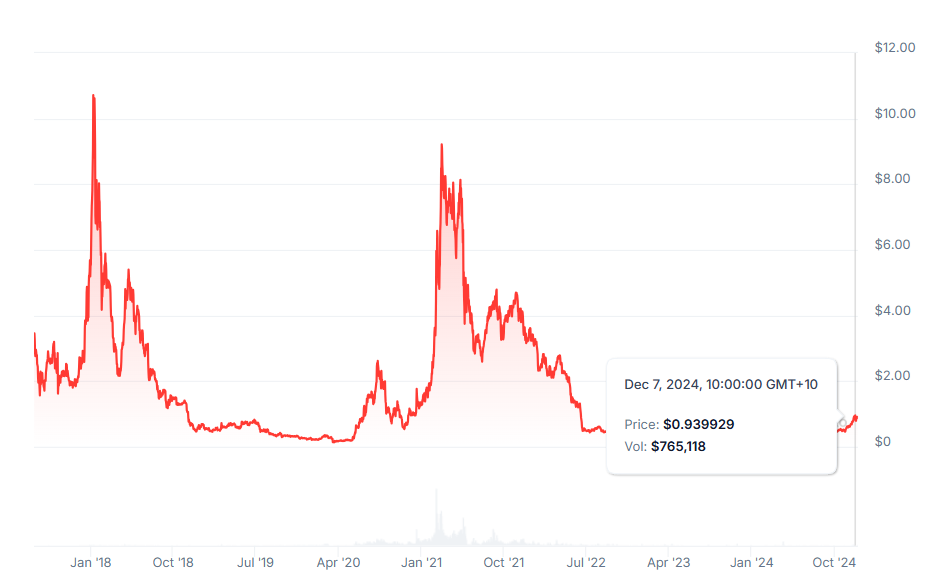 $12.00
$10.00
$8.00
$6.00
$4.00
$2.00
$0
Dec 7, 2024, 10:00:00 GMT+10
Price: $0.939929
Vol: $765,118
Jan '18 Oct '18 Jul '19 Apr '20 Jan '21 Oct '21 Jul '22 Apr '23 Jan '24 Oct '24